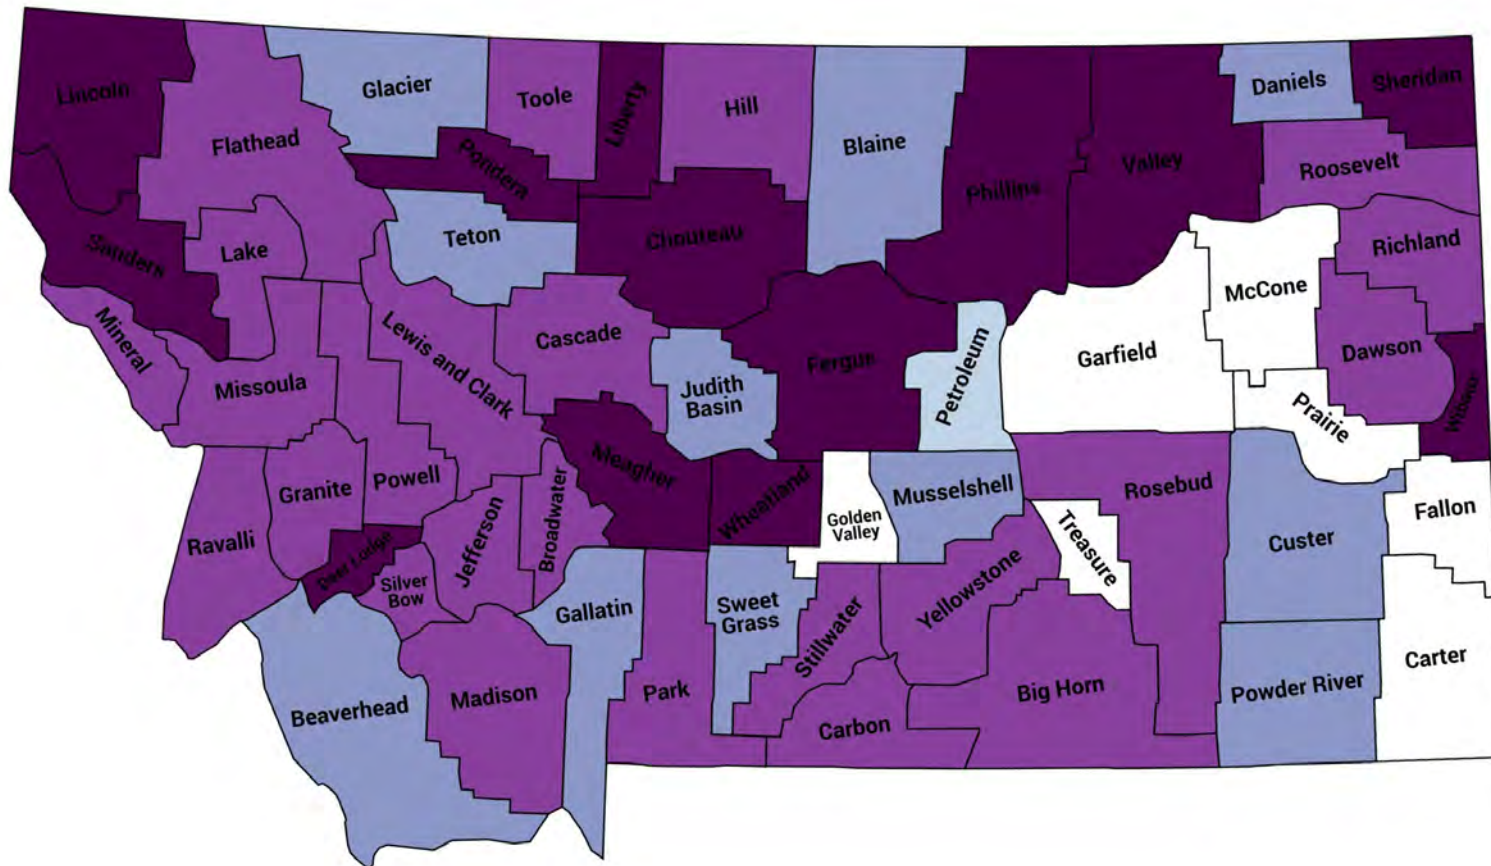 Lincoln
Flathead
Glacier
Toole
Liberty
Hill
Blaine
Phillips
Valley
Daniels
Sheridan
Roosevelt
Pondera
Teton
Chouteau
Sanders
Lake
Richland
McCone
Mineral
Missoula
Lewis and Clark
Cascade
Judith
Basin
Fergus
Petroleum
Garfield
Dawson
Wibaux
Prairie
Ravalli
Granite
Powell
Meagher
Wheatland
Golden
Valley
Musselshell
Rosebud
Treasure
Custer
Fallon
Deer Lodge
Silver
Bow
Jefferson
Broadwater
Gallatin
Sweet
Grass
Stillwater
Yellowstone
Beaverhead
Madison
Park
Carbon
Big Horn
Powder River
Carter